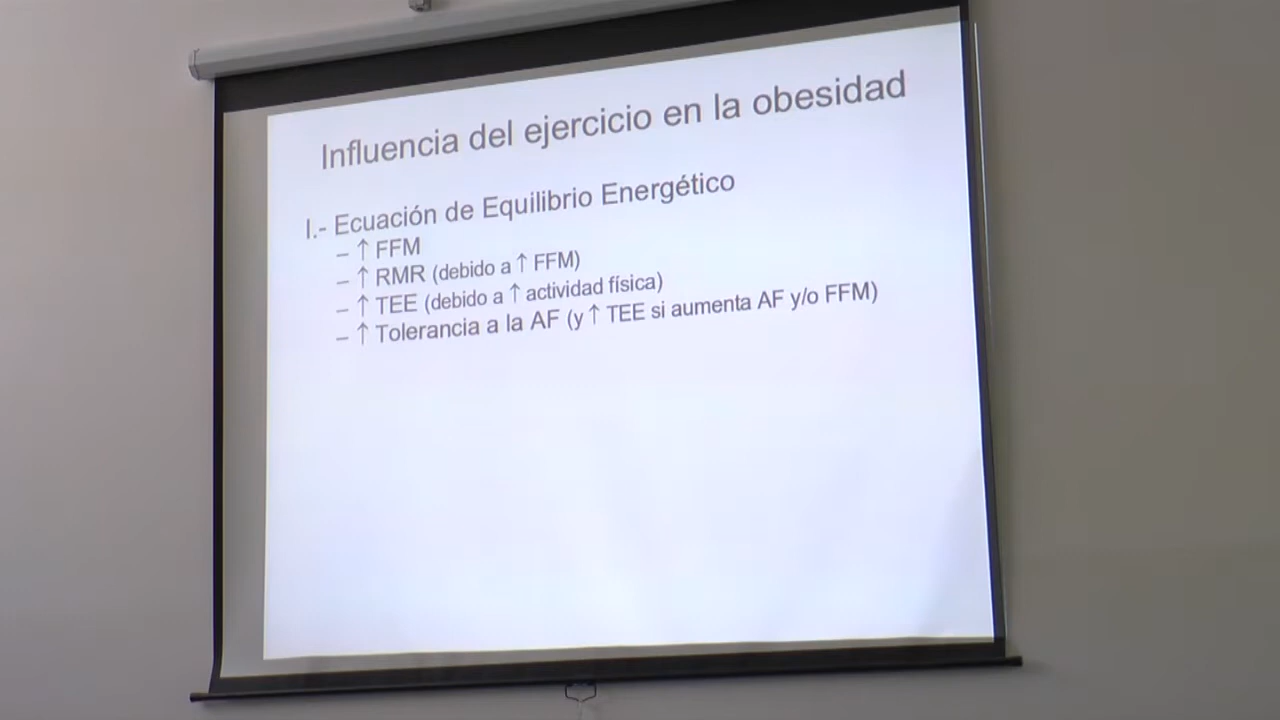 Influencia del ejercicio en la obesidad
I.- Ecuación de Equilibrio Energético
– ↑ FFM
– ↑ RMR (debido a ↑ FFM)
– ↑ TEE (debido a ↑ actividad física)
– ↑ Tolerancia a la AF (y ↑ TEE si aumenta AF y/o FFM)